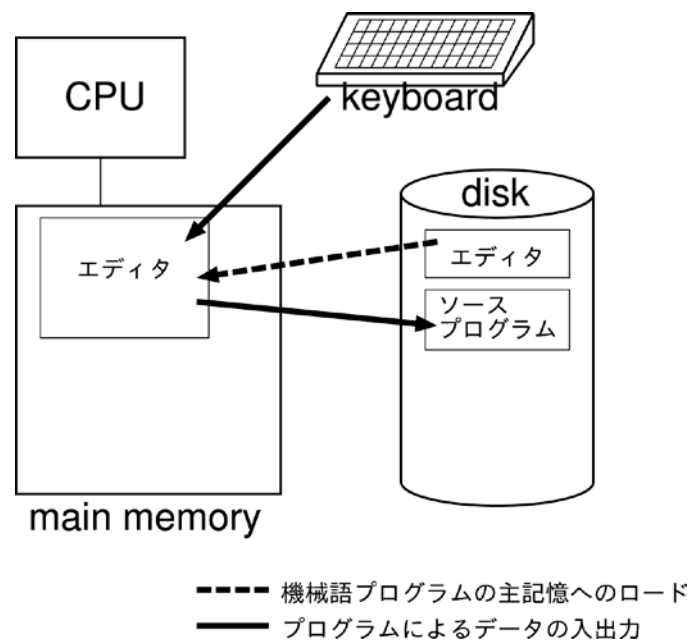 CPU
keyboard
disk
エディタ
エディタ
ソース
プログラム
main memory
機械語プログラムの主記憶へのロード
プログラムによるデータの入出力